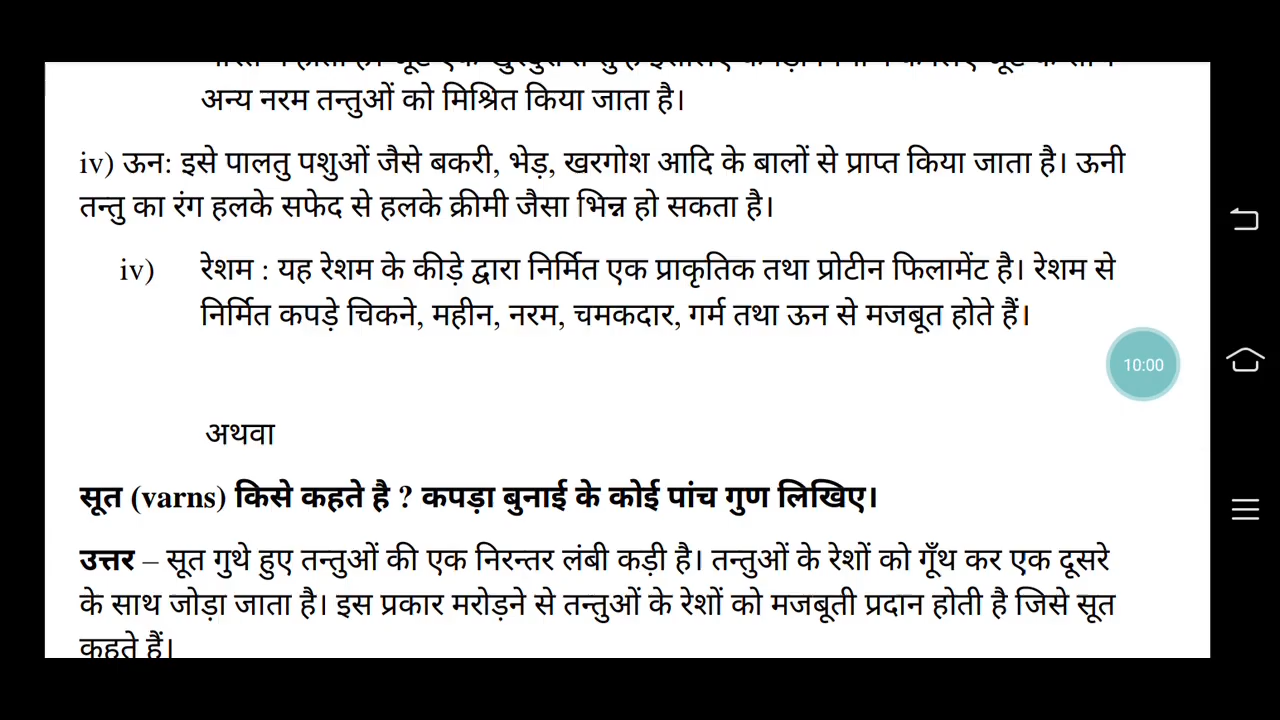 अन्य नरम तन्तुओं को मिश्रित किया जाता है।
iv) ऊन: इसे पालतु पशुओं जैसे बकरी, भेड़, खरगोश आदि के बालों से प्राप्त किया जाता है। ऊनी
तन्तु का रंग हलके सफेद से हलके क्रीमी जैसा भिन्न हो सकता है।
iv) रेशम : यह रेशम के कीड़े द्वारा निर्मित एक प्राकृतिक तथा प्रोटीन फिलामेंट है। रेशम से
निर्मित कपड़े चिकने, महीन, नरम, चमकदार, गर्म तथा ऊन से मजबूत होते हैं।
10:00
अथवा
सूत (varns) किसे कहते है ? कपड़ा बुनाई के कोई पांच गुण लिखिए।
उत्तर – सूत गुथे हुए तन्तुओं की एक निरन्तर लंबी कड़ी है। तन्तुओं के रेशों को गूँथ कर एक दूसरे
के साथ जोड़ा जाता है। इस प्रकार मरोड़ने से तन्तुओं के रेशों को मजबूती प्रदान होती है जिसे सूत
कहते हैं।